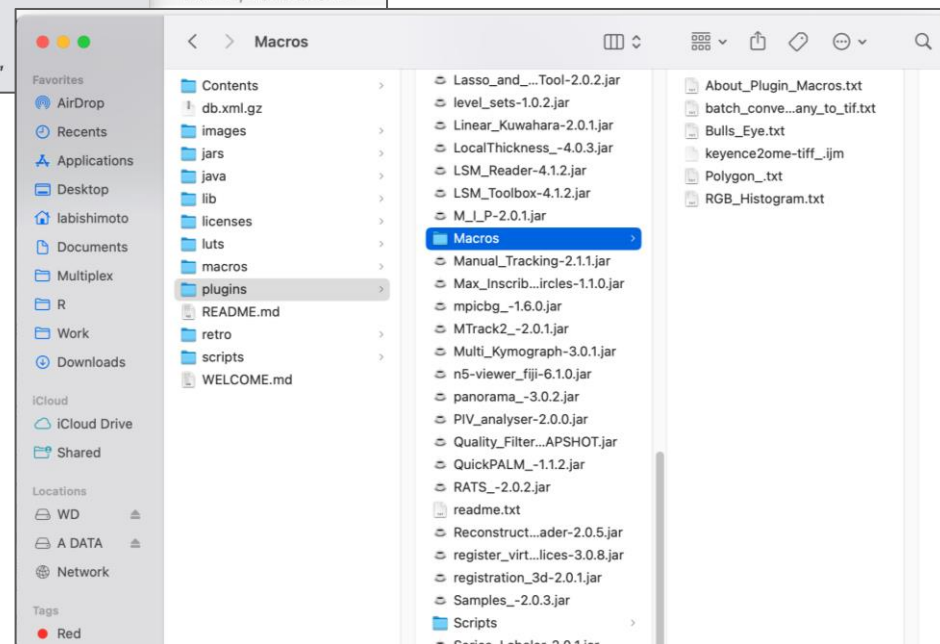 Macros
Favorites
AirDrop
Recents
Applications
Desktop
labishimoto
Documents
Multiplex
R
Work
Downloads
iCloud
iCloud Drive
Shared
Locations
WD
A DATA
Network
Tags
Red
Contents
db.xml.gz
images
jars
java
lib
licenses
luts
macros
plugins
README.md
retro
scripts
WELCOME.md
Lasso_and_...Tool-2.0.2.jar
level_sets-1.0.2.jar
Linear_Kuwahara-2.0.1.jar
LocalThickness_-4.0.3.jar
LSM_Reader-4.1.2.jar
LSM_Toolbox-4.1.2.jar
M_I_P-2.0.1.jar
Macros
Manual_Tracking-2.1.1.jar
Max_Inscrib...ircles-1.1.0.jar
mpicbg_-1.6.0.jar
MTrack2_-2.0.1.jar
Multi_Kymograph-3.0.1.jar
n5-viewer_fiji-6.1.0.jar
panorama_-3.0.2.jar
PIV_analyser-2.0.0.jar
Quality_Filter...APSHOT.jar
QuickPALM_-1.1.2.jar
RATS_-2.0.2.jar
readme.txt
Reconstruct...ader-2.0.5.jar
register_virt...lices-3.0.8.jar
registration_3d-2.0.1.jar
Samples_-2.0.3.jar
Scripts
About_Plugin_Macros.txt
batch_conve...any_to_tif.txt
Bulls_Eye.txt
keyence2ome-tiff_.ijm
Polygon_.txt
RGB_Histogram.txt